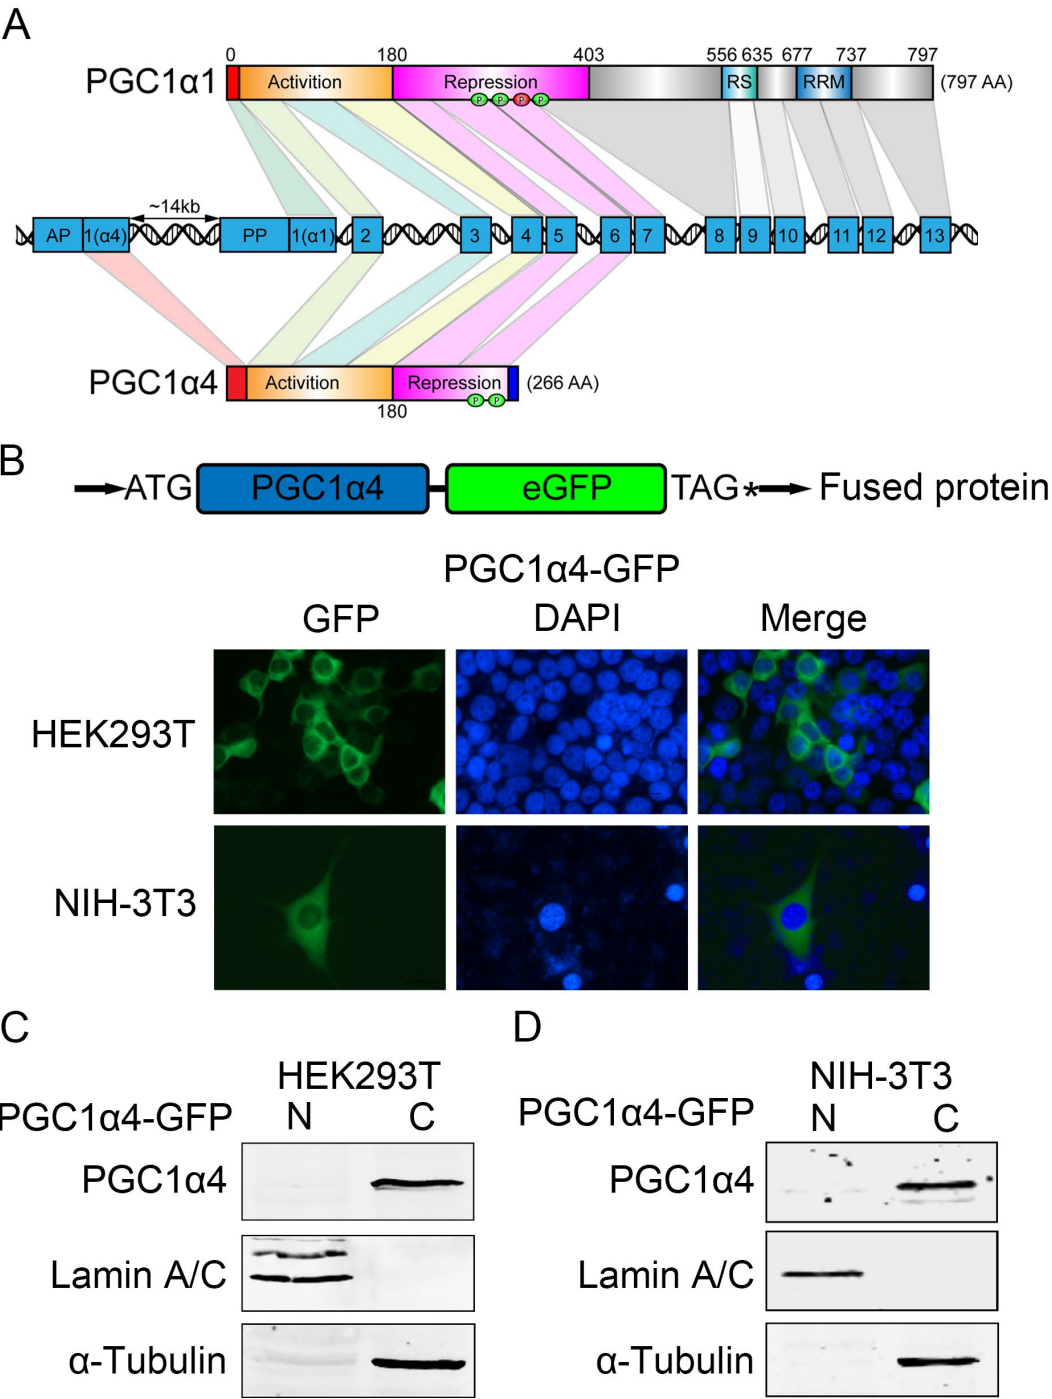 A
0 180 403 556 635 677 737 797
PGC1α1 Activition Repression RS RRM (797 AA)
P P P P
~14kb
AP 1(α4) PP 1(α1) 2 3 4 5 6 7 8 9 10 11 12 13
PGC1α4 Activition Repression (266 AA)
P P
180
B
ATG PGC1α4 eGFP TAG* Fused protein
PGC1α4-GFP
GFP DAPI Merge
HEK293T
NIH-3T3
C
HEK293T
PGC1α4-GFP N C
PGC1α4
Lamin A/C
α-Tubulin
D
NIH-3T3
PGC1α4-GFP N C
PGC1α4
Lamin A/C
α-Tubulin